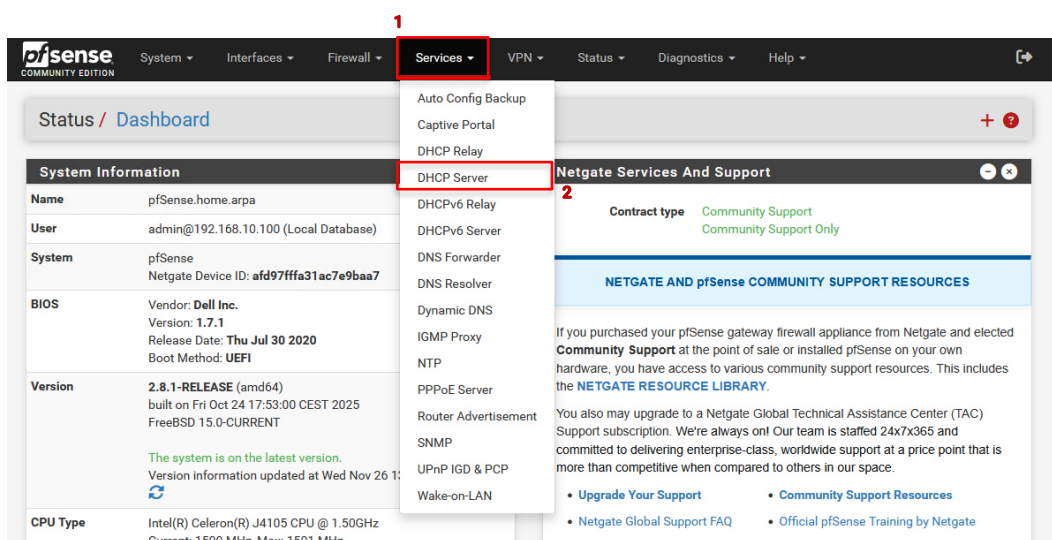 1
pfsense
COMMUNITY EDITION
System
Interfaces
Firewall
Services
VPN
Status
Diagnostics
Help
Auto Config Backup
Captive Portal
DHCP Relay
DHCP Server
2
DHCPv6 Relay
DHCPv6 Server
DNS Forwarder
DNS Resolver
Dynamic DNS
IGMP Proxy
NTP
PPPoE Server
Router Advertisement
SNMP
UPnP IGD & PCP
Wake-on-LAN
Status / Dashboard
System Information
Name pfSense.home.arpa
User admin@192.168.10.100 (Local Database)
System pfSense
Netgate Device ID: afd97fffa31ac7e9baa7
BIOS Vendor: Dell Inc.
Version: 1.7.1
Release Date: Thu Jul 30 2020
Boot Method: UEFI
Version 2.8.1-RELEASE (amd64)
built on Fri Oct 24 17:53:00 CEST 2025
FreeBSD 15.0-CURRENT
The system is on the latest version.
Version information updated at Wed Nov 26 1
CPU Type Intel(R) Celeron(R) J4105 CPU @ 1.50GHz
Netgate Services And Support
Contract type Community Support
Community Support Only
NETGATE AND pfSense COMMUNITY SUPPORT RESOURCES
If you purchased your pfSense gateway firewall appliance from Netgate and elected
Community Support at the point of sale or installed pfSense on your own
hardware, you have access to various community support resources. This includes
the NETGATE RESOURCE LIBRARY.
You also may upgrade to a Netgate Global Technical Assistance Center (TAC)
Support subscription. We're always on! Our team is staffed 24x7x365 and
committed to delivering enterprise-class, worldwide support at a price point that is
more than competitive when compared to others in our space.
Upgrade Your Support
Community Support Resources
Netgate Global Support FAQ
Official pfSense Training by Netgate